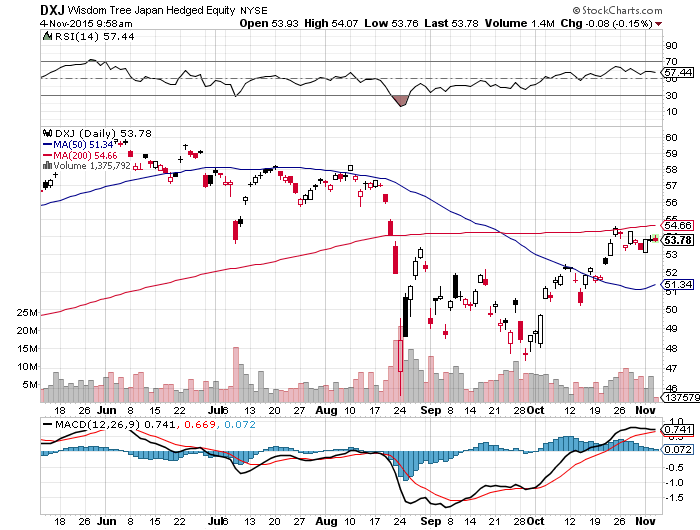 DXJ Wisdom Tree Japan Hedged Equity NYSE © StockCharts.com
4-Nov-2015 9:58am Open 53.93 High 54.07 Low 53.76 Last 53.78 Volume 1.4M Chg -0.08 (-0.15%)
RSI(14) 57.44
90
70
57.44
50
30
10
DXJ (Daily) 53.78
MA(50) 51.34
MA(200) 54.66
Volume 1,375,792
60
59
58
57
56
55
54.66
53.78
53
52
51.34
50
49
48
47
46
25M
20M
15M
10M
5M
137579
18 26 Jun 8 15 22 Jul 6 13 20 27 Aug 10 17 24 Sep 8 14 21 28 Oct 12 19 26 Nov
MACD(12,26,9) 0.741, 0.669, 0.072
1.0
0.741
0.072
-0.5
-1.0
-1.5
18 26 Jun 8 15 22 Jul 6 13 20 27 Aug 10 17 24 Sep 8 14 21 28 Oct 12 19 26 Nov